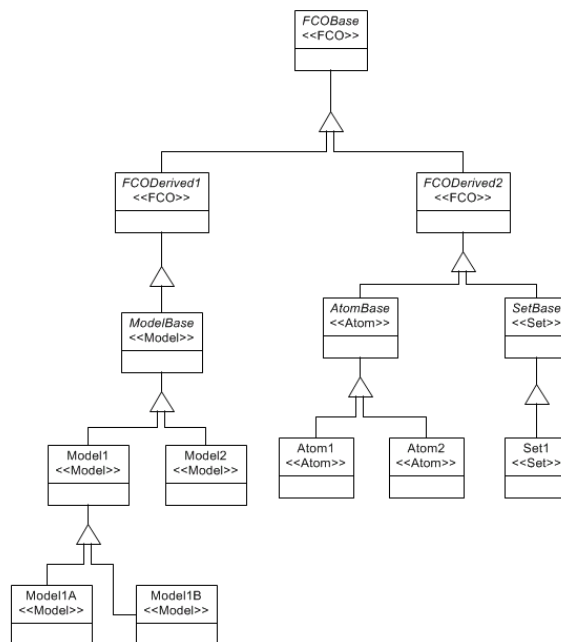 FCOBase
<<FCO>>
FCODerived1
<<FCO>>
FCODerived2
<<FCO>>
ModelBase
<<Model>>
AtomBase
<<Atom>>
SetBase
<<Set>>
Model1
<<Model>>
Model2
<<Model>>
Atom1
<<Atom>>
Atom2
<<Atom>>
Set1
<<Set>>
Model1A
<<Model>>
Model1B
<<Model>>